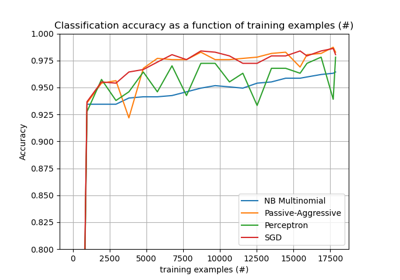 Classification accuracy as a function of training examples (#)
1.000
0.975
0.950
0.925
0.900
0.875
0.850
0.825
0.800
Accuracy
NB Multinomial
Passive-Aggressive
Perceptron
SGD
0 2500 5000 7500 10000 12500 15000 17500
training examples (#)